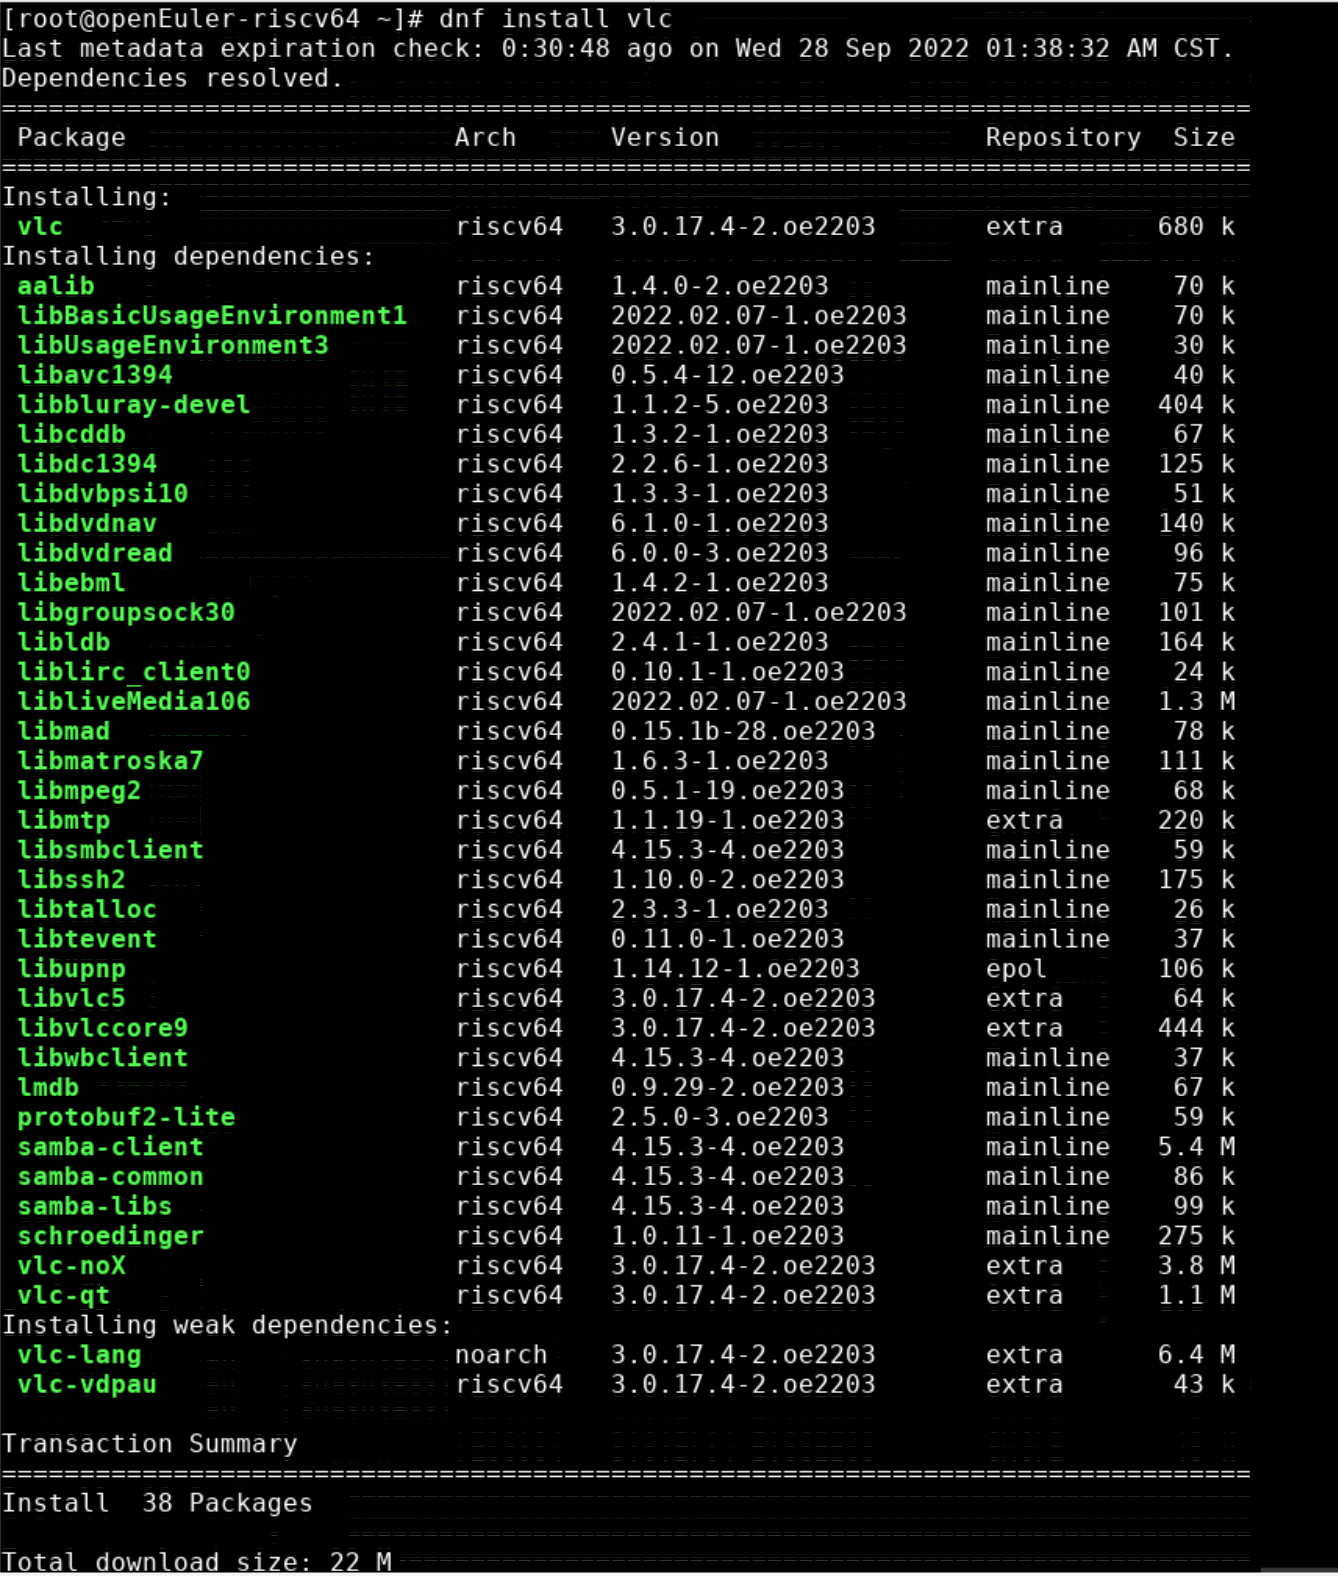 [root@openEuler-riscv64 ~]# dnf install vlc
Last metadata expiration check: 0:30:48 ago on Wed 28 Sep 2022 01:38:32 AM CST.
Dependencies resolved.
================================================================================
 Package                    Arch      Version                 Repository  Size
================================================================================
Installing:
 vlc                        riscv64   3.0.17.4-2.oe2203       extra      680 k
Installing dependencies:
 aalib                      riscv64   1.4.0-2.oe2203          mainline    70 k
 libBasicUsageEnvironment1  riscv64   2022.02.07-1.oe2203     mainline    70 k
 libUsageEnvironment3       riscv64   2022.02.07-1.oe2203     mainline    30 k
 libavc1394                 riscv64   0.5.4-12.oe2203         mainline    40 k
 libbluray-devel            riscv64   1.1.2-5.oe2203          mainline   404 k
 libcddb                    riscv64   1.3.2-1.oe2203          mainline    67 k
 libdc1394                  riscv64   2.2.6-1.oe2203          mainline   125 k
 libdvbpsi10                riscv64   1.3.3-1.oe2203          mainline    51 k
 libdvdnav                  riscv64   6.1.0-1.oe2203          mainline   140 k
 libdvdread                 riscv64   6.0.0-3.oe2203          mainline    96 k
 libebml                    riscv64   1.4.2-1.oe2203          mainline    75 k
 libgroupsock30             riscv64   2022.02.07-1.oe2203     mainline   101 k
 libldb                     riscv64   2.4.1-1.oe2203          mainline   164 k
 liblirc_client0            riscv64   0.10.1-1.oe2203         mainline    24 k
 libliveMedia106            riscv64   2022.02.07-1.oe2203     mainline   1.3 M
 libmad                     riscv64   0.15.1b-28.oe2203       mainline    78 k
 libmatroska7               riscv64   1.6.3-1.oe2203          mainline   111 k
 libmpeg2                   riscv64   0.5.1-19.oe2203         mainline    68 k
 libmtp                     riscv64   1.1.19-1.oe2203         extra      220 k
 libsmbclient               riscv64   4.15.3-4.oe2203         mainline    59 k
 libssh2                    riscv64   1.10.0-2.oe2203         mainline   175 k
 libtalloc                  riscv64   2.3.3-1.oe2203          mainline    26 k
 libtevent                  riscv64   0.11.0-1.oe2203         mainline    37 k
 libupnp                    riscv64   1.14.12-1.oe2203        epol       106 k
 libvlc5                    riscv64   3.0.17.4-2.oe2203       extra       64 k
 libvlccore9                riscv64   3.0.17.4-2.oe2203       extra      444 k
 libwbclient                riscv64   4.15.3-4.oe2203         mainline    37 k
 lmdb                       riscv64   0.9.29-2.oe2203         mainline    67 k
 protobuf2-lite             riscv64   2.5.0-3.oe2203          mainline    59 k
 samba-client               riscv64   4.15.3-4.oe2203         mainline   5.4 M
 samba-common               riscv64   4.15.3-4.oe2203         mainline    86 k
 samba-libs                 riscv64   4.15.3-4.oe2203         mainline    99 k
 schroedinger               riscv64   1.0.11-1.oe2203         mainline   275 k
 vlc-noX                    riscv64   3.0.17.4-2.oe2203       extra      3.8 M
 vlc-qt                     riscv64   3.0.17.4-2.oe2203       extra      1.1 M
Installing weak dependencies:
 vlc-lang                   noarch    3.0.17.4-2.oe2203       extra      6.4 M
 vlc-vdpau                  riscv64   3.0.17.4-2.oe2203       extra       43 k
Transaction Summary
================================================================================
Install  38 Packages
Total download size: 22 M